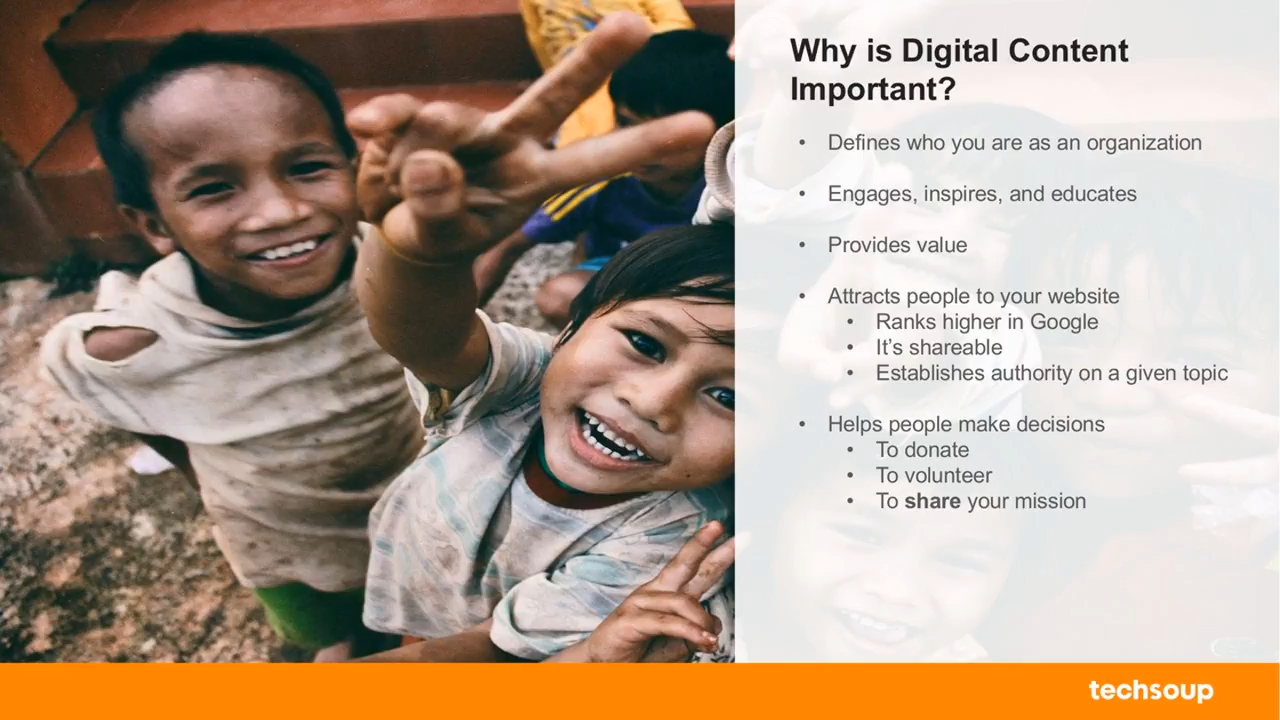 Why is Digital Content
Important?
• Defines who you are as an organization
• Engages, inspires, and educates
• Provides value
• Attracts people to your website
• Ranks higher in Google
• It’s shareable
• Establishes authority on a given topic
• Helps people make decisions
• To donate
• To volunteer
• To share your mission
techsoup